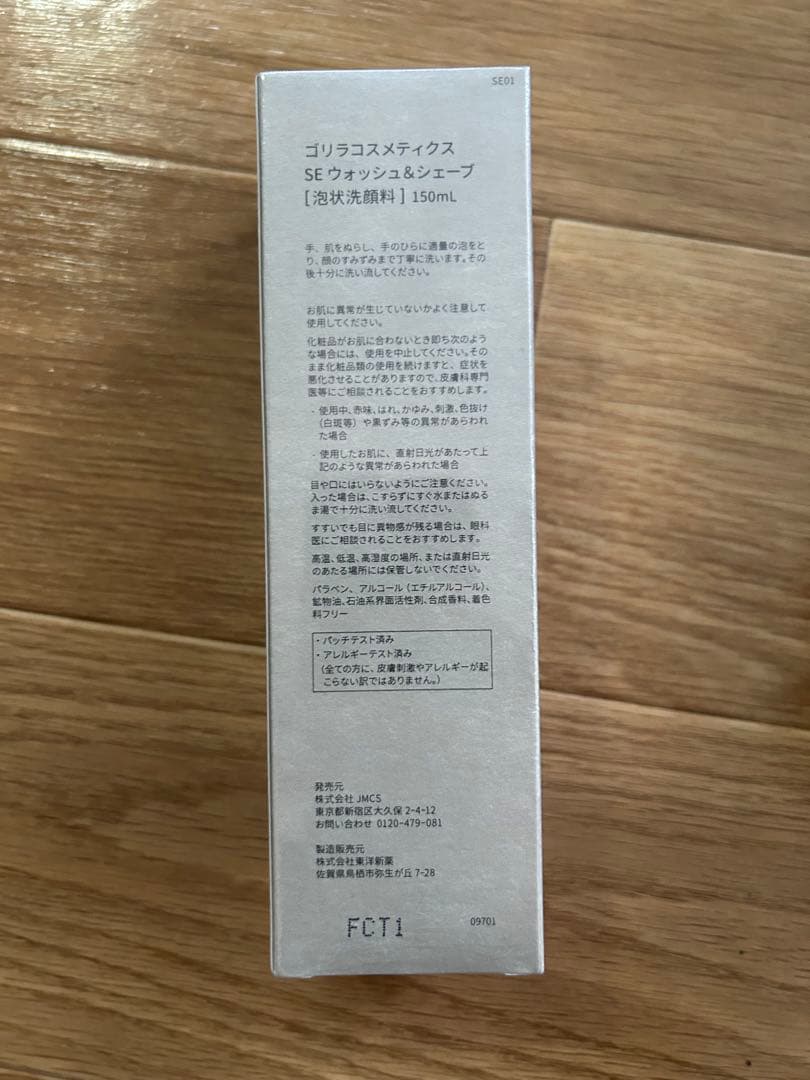 SE01
ゴリラコスメティクス
SE ウォッシュ&シェーブ
[泡状洗顔料] 150mL
手、肌をぬらし、手のひらに適量の泡をと
り、顔のすみずみまで丁寧に洗います。その
後十分に洗い流してください。
お肌に異常が生じていないかよく注意して
使用してください。
化粧品がお肌に合わないとき即ち次のよう
な場合には、使用を中止してください。その
まま化粧品類の使用を続けますと、症状を
悪化させることがありますので、皮膚科専門
医等にご相談されることをおすすめします。
- 使用中、赤味、はれ、かゆみ、刺激、色抜け
(白斑等)や黒ずみ等の異常があらわれ
た場合
- 使用したお肌に、直射日光があたって上
記のような異常があらわれた場合
目や口にはいらないようにご注意ください。
入った場合は、こすらずにすぐ水またはぬる
ま湯で十分に洗い流してください。
すすいでも目に異物感が残る場合は、眼科
医にご相談されることをおすすめします。
高温、低温、高湿度の場所、または直射日光
のあたる場所には保管しないでください。
パラベン、アルコール(エチルアルコール)、
鉱物油、石油系界面活性剤、合成香料、着色
料フリー
・パッチテスト済み
・アレルギーテスト済み
(全ての方に、皮膚刺激やアレルギーが起
こらない訳ではありません。)
発売元
株式会社 JMCS
東京都新宿区大久保 2-4-12
お問い合わせ 0120-479-081
製造販売元
株式会社東洋新薬
佐賀県鳥栖市弥生が丘 7-28
FCT1
09701